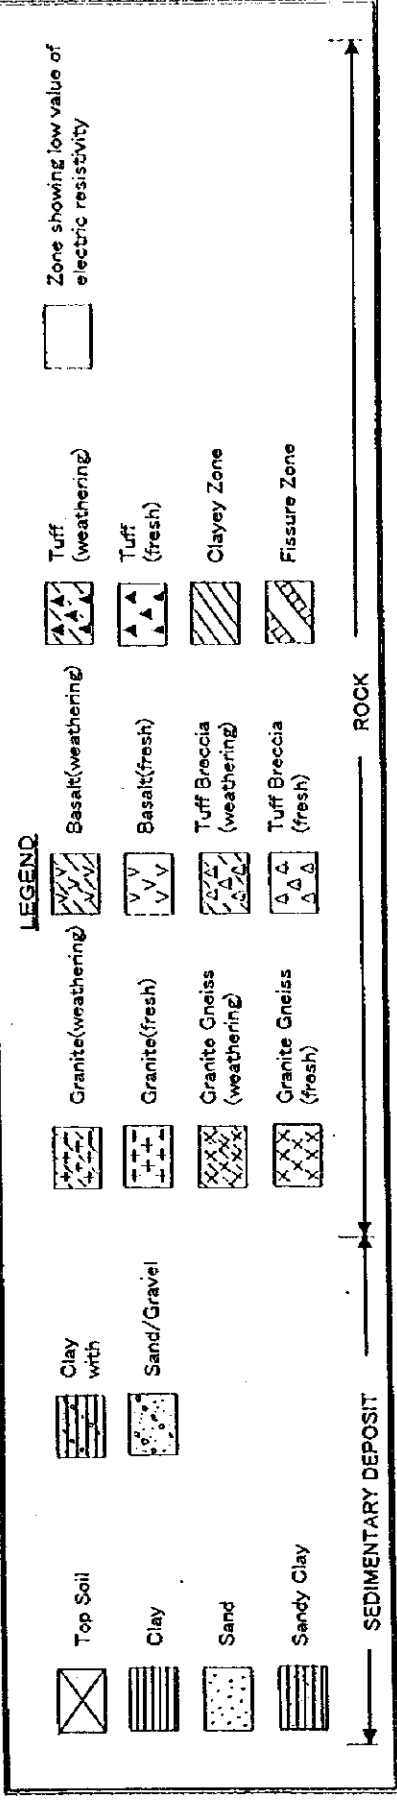 LEGEND
Top Soil
Clay
Sand
Sandy Clay
Clay
with
Sand/Gravel
Granite(weathering)
Granite(fresh)
Granite Gneiss
(weathering)
Granite Gneiss
(fresh)
Basalt(weathering)
Basalt(fresh)
Tuff Breccia
(weathering)
Tuff Breccia
(fresh)
Tuff
(weathering)
Tuff
(fresh)
Clayey Zone
Fissure Zone
Zone showing low value of
electric resistivity
SEDIMENTARY DEPOSIT
ROCK